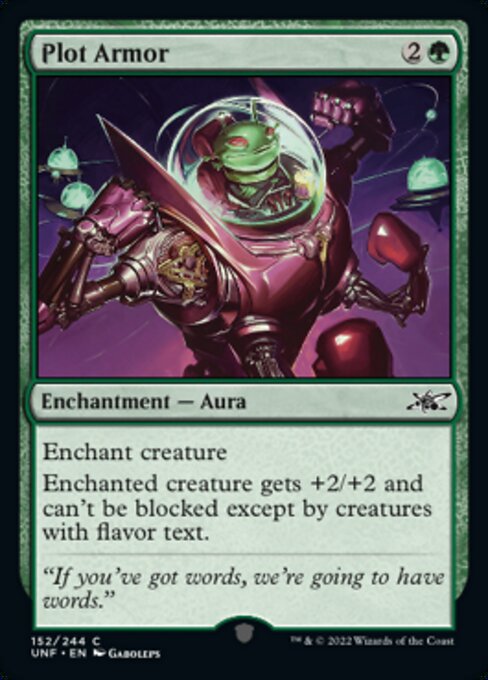 Plot Armor 2
Enchantment — Aura
Enchant creature
Enchanted creature gets +2/+2 and
can't be blocked except by creatures
with flavor text.
"If you've got words, we're going to have
words."
152/244 C
UNF • EN GABOLEPS
™ & © 2022 Wizards of the Coast